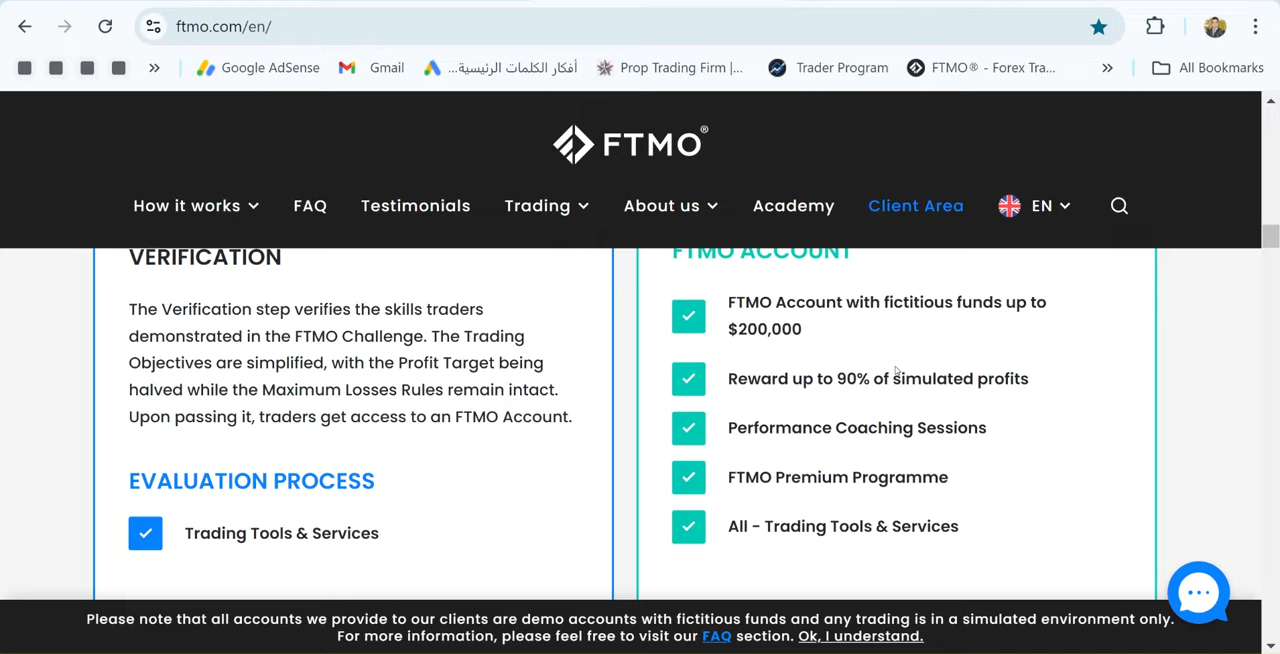 ftmo.com/en/
Google AdSense
Gmail
أفكار الكلمات الرئيسية...
Prop Trading Firm |...
Trader Program
FTMO® - Forex Tra...
All Bookmarks
FTMO®
How it works
FAQ
Testimonials
Trading
About us
Academy
Client Area
EN
VERIFICATION
The Verification step verifies the skills traders
demonstrated in the FTMO Challenge. The Trading
Objectives are simplified, with the Profit Target being
halved while the Maximum Losses Rules remain intact.
Upon passing it, traders get access to an FTMO Account.
EVALUATION PROCESS
Trading Tools & Services
FTMO ACCOUNT
FTMO Account with fictitious funds up to
$200,000
Reward up to 90% of simulated profits
Performance Coaching Sessions
FTMO Premium Programme
All - Trading Tools & Services
Please note that all accounts we provide to our clients are demo accounts with fictitious funds and any trading is in a simulated environment only.
For more information, please feel free to visit our FAQ section. Ok, I understand.